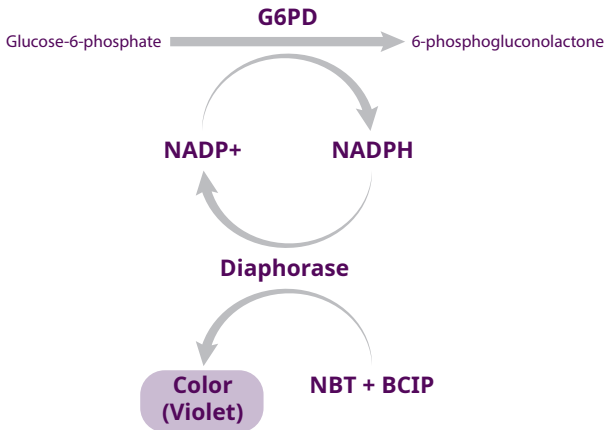 G6PD
Glucose-6-phosphate
6-phosphogluconolactone
NADP+
NADPH
Diaphorase
Color
(Violet)
NBT + BCIP